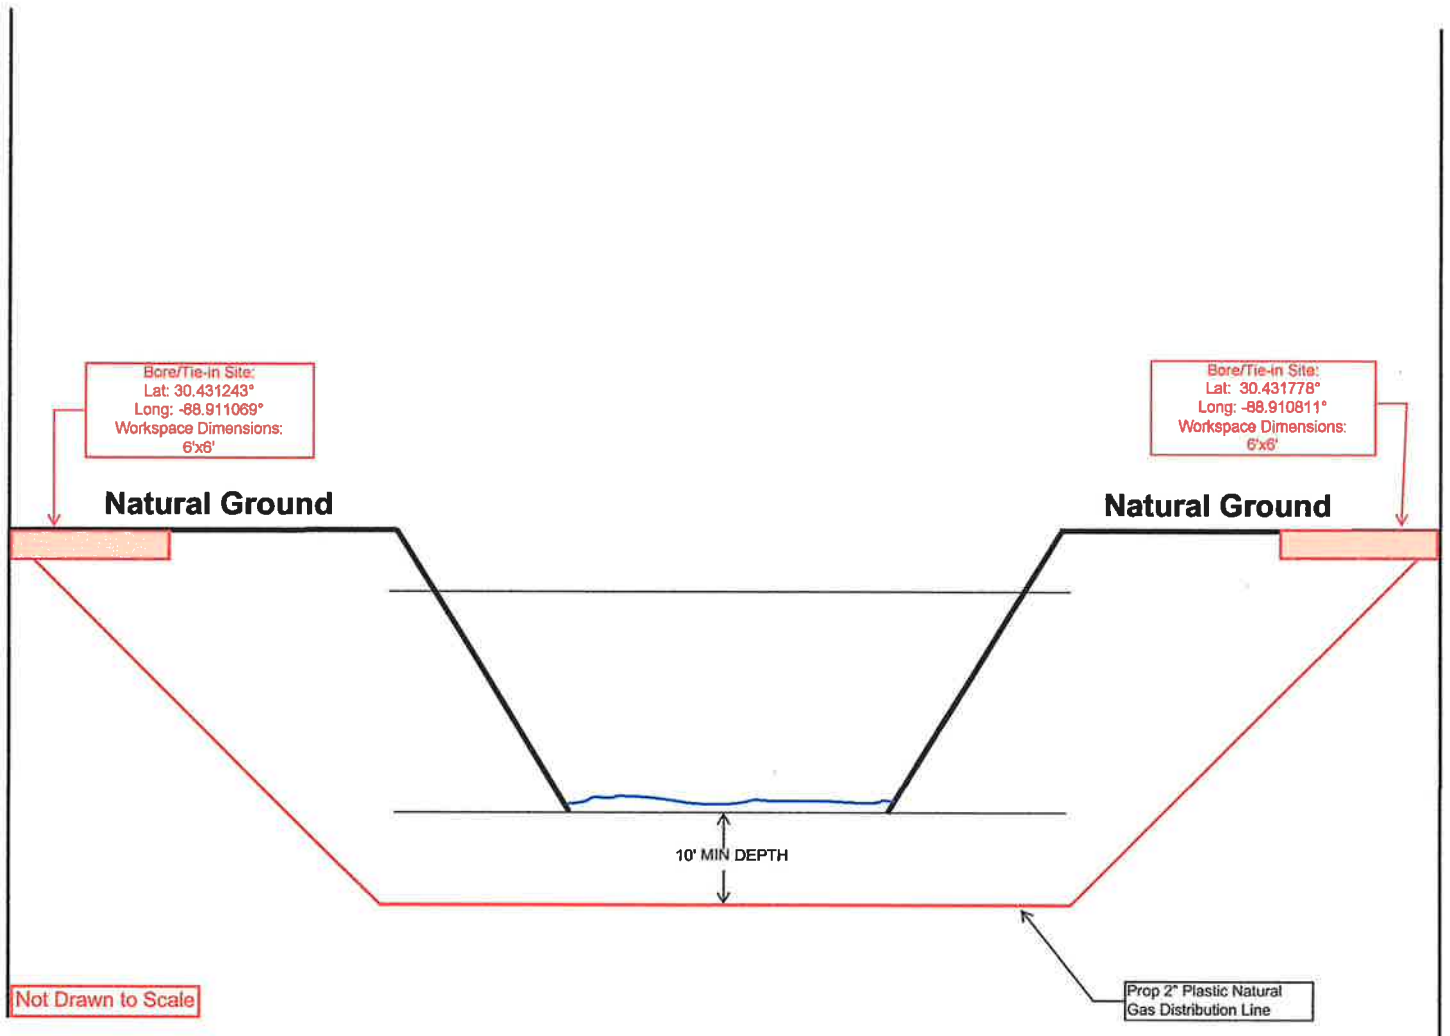 Bore/Tie-in Site:
Lat: 30.431243°
Long: -88.911069°
Workspace Dimensions:
6'x6'
Bore/Tie-in Site:
Lat: 30.431778°
Long: -88.910811°
Workspace Dimensions:
6'x6'
Natural Ground
Natural Ground
10' MIN DEPTH
Not Drawn to Scale
Prop 2" Plastic Natural
Gas Distribution Line